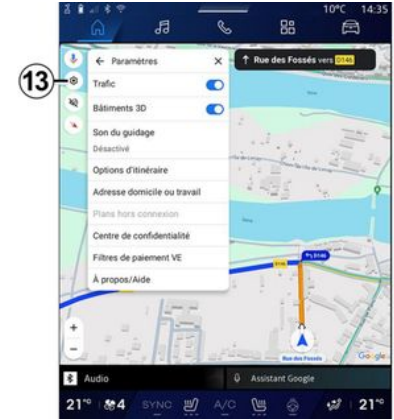 10°C 14:35
← Paramètres ×
↑ Rue des Fossés vers D146
Trafic
13
Bâtiments 3D
Son du guidage
Désactivé
Options d'itinéraire
Adresse domicile ou travail
Plans hors connexion
Centre de confidentialité
Filtres de paiement VE
D146
D146
À propos/Aide
+
−
Rue des Fossés
Google
Audio
Assistant Google
21°° 4 SYNC A/C 21°°